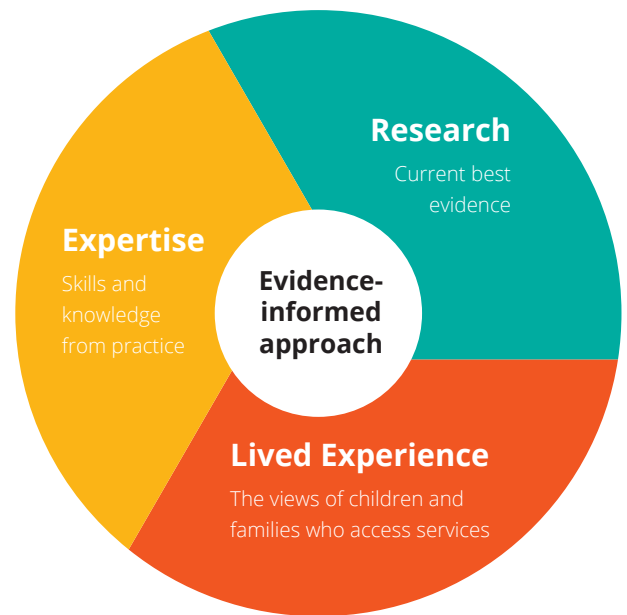 Research
Current best
evidence
Expertise
Skills and
knowledge
from practice
Evidence-
informed
approach
Lived Experience
The views of children and
families who access services